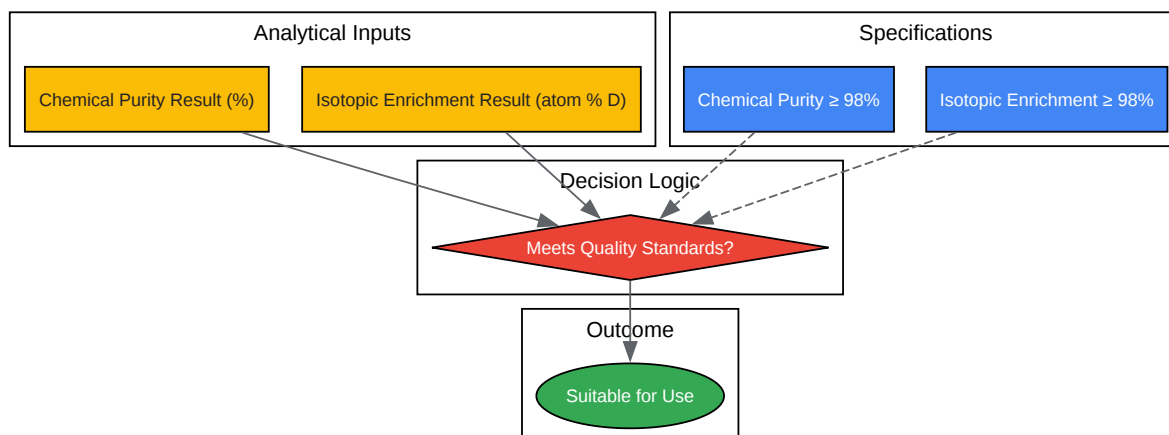 Analytical Inputs
Specifications
Chemical Purity Result (%)
Isotopic Enrichment Result (atom % D)
Chemical Purity ≥ 98%
Isotopic Enrichment ≥ 98%
Decision Logic
Meets Quality Standards?
Outcome
Suitable for Use